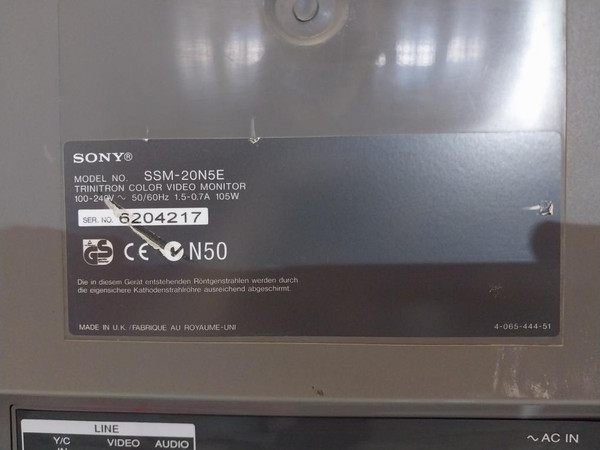 SONY®
MODEL NO. SSM-20N5E
TRINITRON COLOR VIDEO MONITOR
100-240V ~ 50/60Hz 1.5-0.7A 105W
SER. NO. 6204217
GS CE N50
Die in diesem Gerät entstehenden Röntgenstrahlen werden durch
die eigensichere Kathodenstrahlröhre ausreichend abgeschirmt.
MADE IN U.K./FABRIQUE AU ROYAUME-UNI 4-065-444-51
LINE
Y/C VIDEO AUDIO ~AC IN
IN